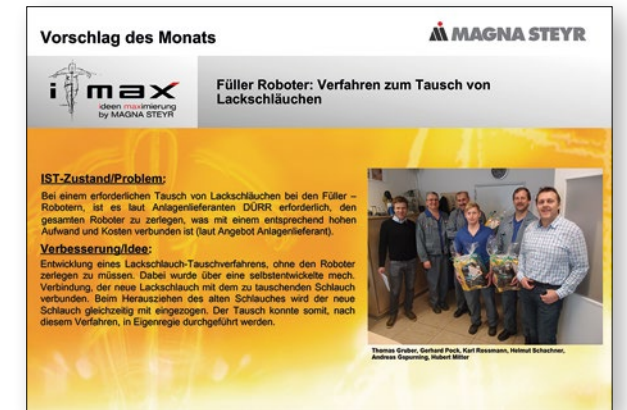 Vorschlag des Monats
MAGNA STEYR
imax
ideen maximierung
by MAGNA STEYR
Füller Roboter: Verfahren zum Tausch von
Lackschläuchen
IST-Zustand/Problem:
Bei einem erforderlichen Tausch von Lackschläuchen bei den Füller –
Robotern, ist es laut Anlagenlieferanten DÜRR erforderlich, den
gesamten Roboter zu zerlegen, was mit einem entsprechend hohen
Aufwand und Kosten verbunden ist (laut Angebot Anlagenlieferant).
Verbesserung/Idee:
Entwicklung eines Lackschlauch-Tauschverfahrens, ohne den Roboter
zerlegen zu müssen. Dabei wurde über eine selbstentwickelte mech.
Verbindung, der neue Lackschlauch mit dem zu tauschenden Schlauch
verbunden. Beim Herausziehen des alten Schlauches wird der neue
Schlauch gleichzeitig mit eingezogen. Der Tausch konnte somit, nach
diesem Verfahren, in Eigenregie durchgeführt werden.
Thomas Gruber, Gerhard Pock, Karl Rossmann, Helmut Schachner,
Andreas Gspurning, Hubert Mitter